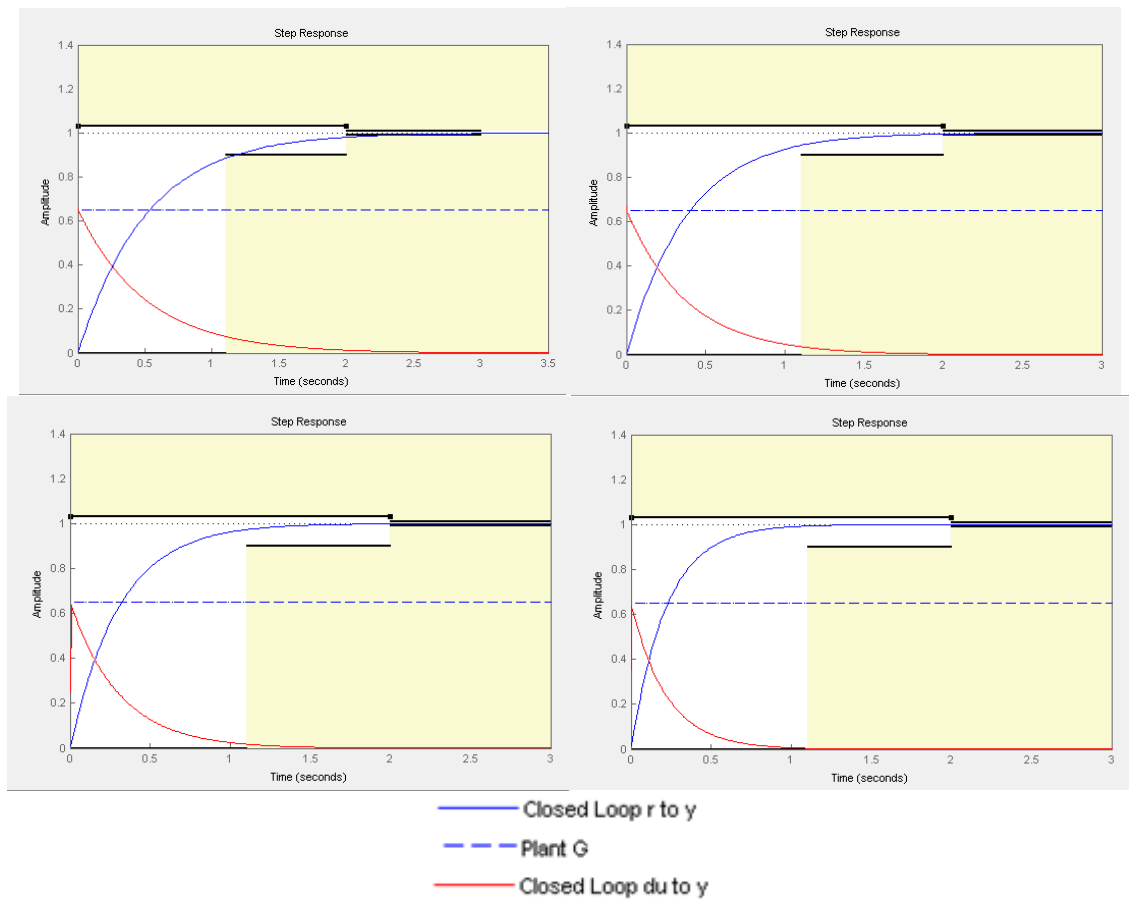 Step Response
1.4
1.2
1
0.8
0.6
0.4
0.2
0
Amplitude
0 0.5 1 1.5 2 2.5 3 3.5
Time (seconds)
Step Response
1.4
1.2
1
0.8
0.6
0.4
0.2
0
Amplitude
0 0.5 1 1.5 2 2.5 3
Time (seconds)
Step Response
1.4
1.2
1
0.8
0.6
0.4
0.2
0
Amplitude
0 0.5 1 1.5 2 2.5 3
Time (seconds)
Step Response
1.4
1.2
1
0.8
0.6
0.4
0.2
0
Amplitude
0 0.5 1 1.5 2 2.5 3
Time (seconds)
Closed Loop r to y
Plant G
Closed Loop du to y